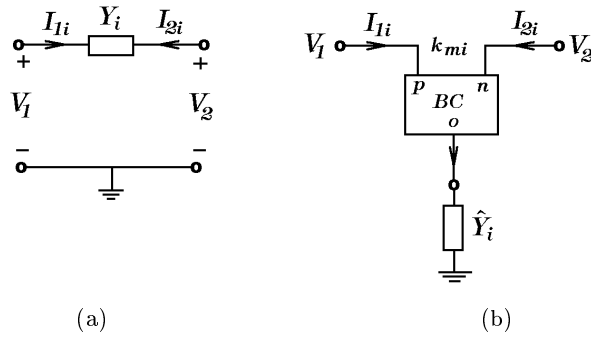 I1i Yi I2i
+ +
V1 V2
− −
(a)
V1 I1i kmi I2i V2
p n
BC
o
Ŷi
(b)